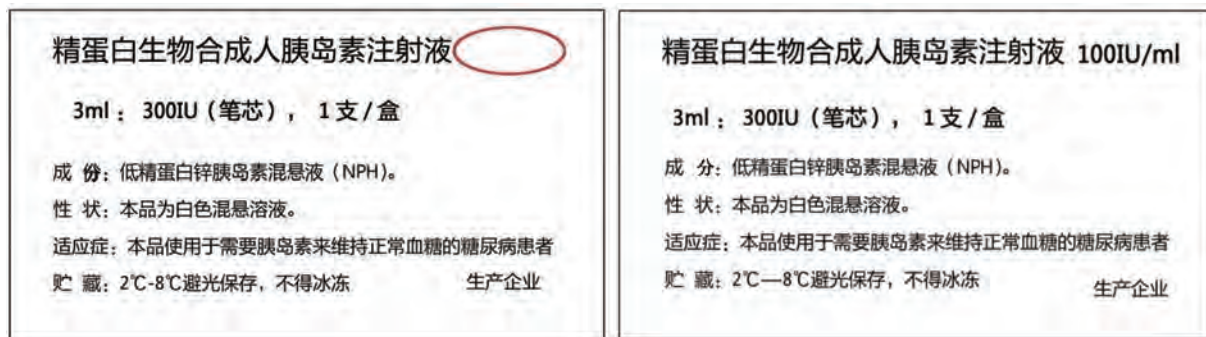 精蛋白生物合成人胰岛素注射液
3ml ： 300IU（笔芯）， 1 支 / 盒
成 份：低精蛋白锌胰岛素混悬液（NPH）。
性 状：本品为白色混悬溶液。
适应症：本品使用于需要胰岛素来维持正常血糖的糖尿病患者
贮 藏：2℃-8℃避光保存，不得冰冻
生产企业
精蛋白生物合成人胰岛素注射液 100IU/ml
3ml ： 300IU（笔芯）， 1 支 / 盒
成 分：低精蛋白锌胰岛素混悬液（NPH）。
性 状：本品为白色混悬溶液。
适应症：本品使用于需要胰岛素来维持正常血糖的糖尿病患者
贮 藏：2℃—8℃避光保存，不得冰冻
生产企业